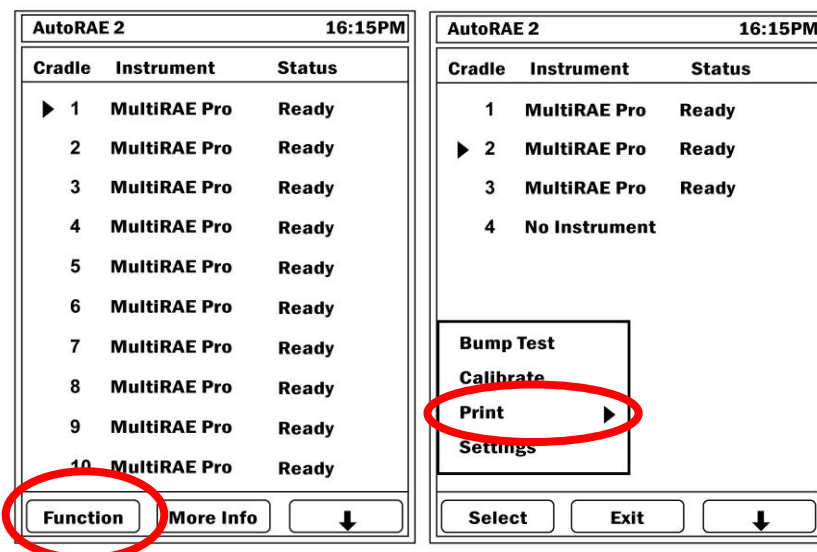 AutoRAE 2 16:15PM
Cradle Instrument Status
1 MultiRAE Pro Ready
2 MultiRAE Pro Ready
3 MultiRAE Pro Ready
4 MultiRAE Pro Ready
5 MultiRAE Pro Ready
6 MultiRAE Pro Ready
7 MultiRAE Pro Ready
8 MultiRAE Pro Ready
9 MultiRAE Pro Ready
10 MultiRAE Pro Ready
Function More Info
AutoRAE 2 16:15PM
Cradle Instrument Status
1 MultiRAE Pro Ready
2 MultiRAE Pro Ready
3 MultiRAE Pro Ready
4 No Instrument
Bump Test
Calibrate
Print
Settings
Select Exit